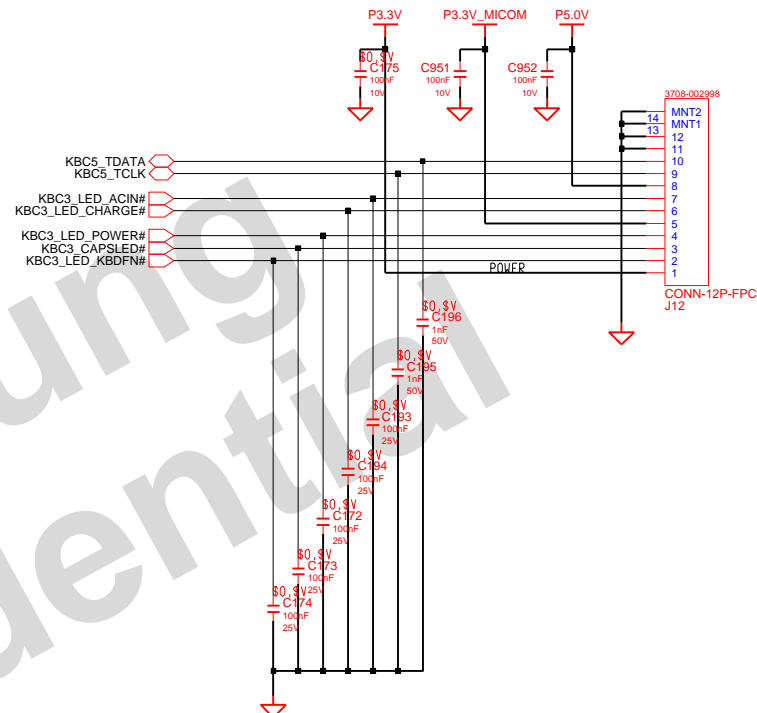 P3.3V
P3.3V_MICOM
P5.0V
$0,$V
C175
100nF
10V
C951
100nF
10V
C952
100nF
10V
3708-002998
MNT2
14
MNT1
13
12
11
10
9
8
7
6
5
4
3
2
1
CONN-12P-FPC
J12
KBC5_TDATA
KBC5_TCLK
KBC3_LED_ACIN#
KBC3_LED_CHARGE#
KBC3_LED_POWER#
KBC3_CAPSLED#
KBC3_LED_KBDFN#
POWER
$0,$V
C196
1nF
50V
$0,$V
C195
1nF
50V
$0,$V
C193
100nF
25V
$0,$V
C194
100nF
25V
$0,$V
C172
100nF
25V
$0,$V
C173
100nF
25V
$0,$V
C174
100nF
25V
ung
dential